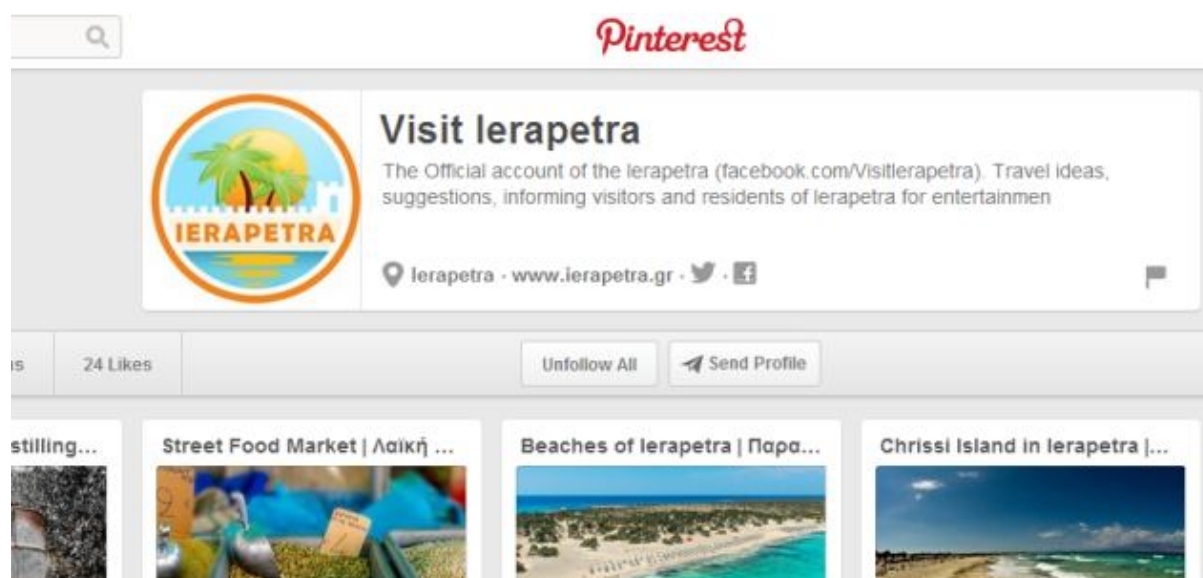 Pinterest
Visit Ierapetra
The Official account of the Ierapetra (facebook.com/VisitIerapetra). Travel ideas,
suggestions, informing visitors and residents of Ierapetra for entertainmen
IERAPETRA
Ierapetra · www.ierapetra.gr · ·
24 Likes
Unfollow All
Send Profile
stilling...
Street Food Market | Λαϊκή ...
Beaches of Ierapetra | Παρα...
Chrissi Island in Ierapetra |...